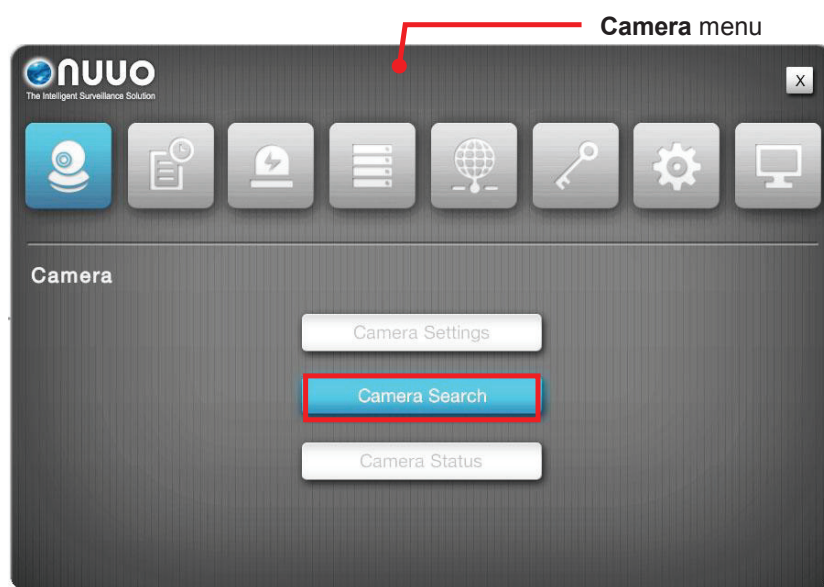 Camera menu
nuuo
The Intelligent Surveillance Solution
X
Camera
Camera Settings
Camera Search
Camera Status